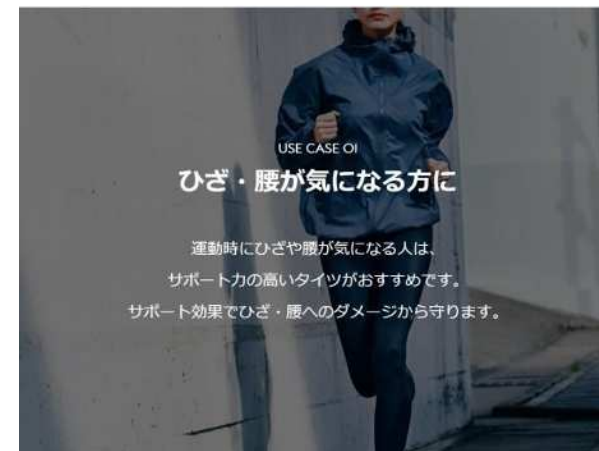 USE CASE 01
ひざ・腰が気になる方に
運動時にひざや腰が気になる人は、
サポート力の高いタイツがおすすめです。
サポート効果でひざ・腰へのダメージから守ります。